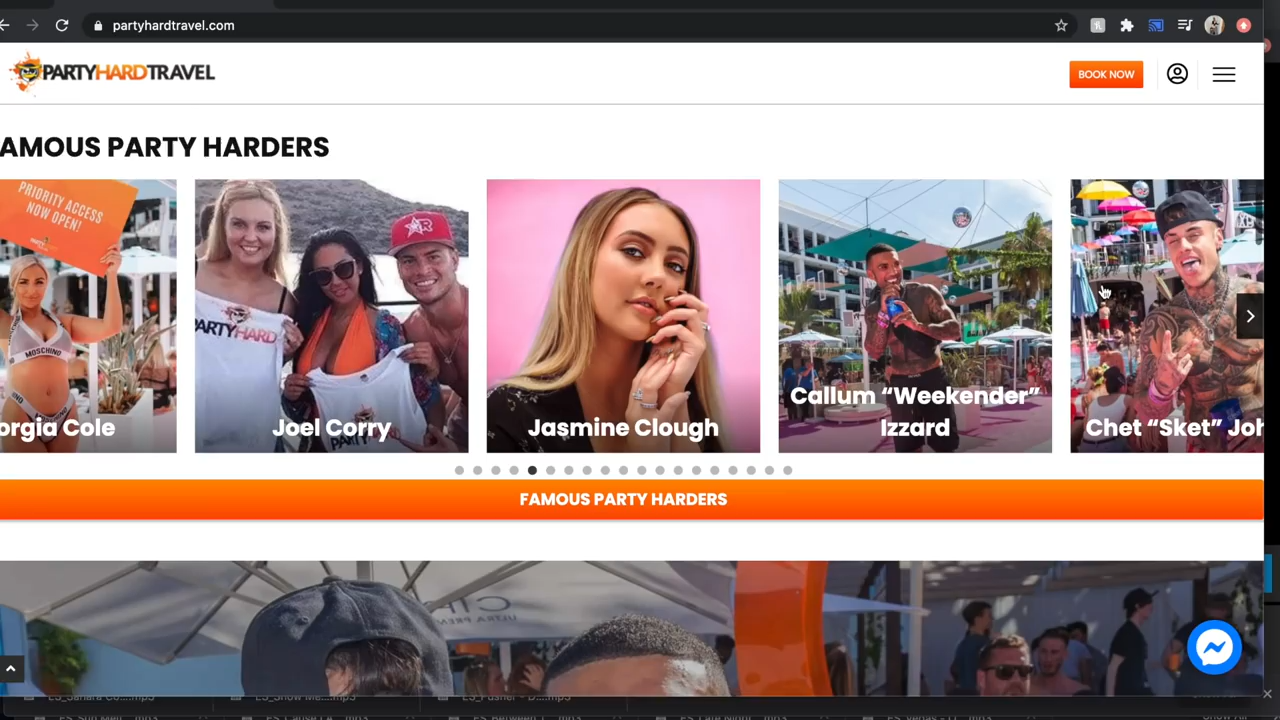 partyhardtravel.com
PARTYHARDTRAVEL
BOOK NOW
AMOUS PARTY HARDERS
PRIORITY ACCESS
NOW OPEN!
MOSCHINO
PARTYHARD
PARTY
orgia Cole
Joel Corry
Jasmine Clough
Callum “Weekender”
Izzard
Chet “Sket” Joh
FAMOUS PARTY HARDERS